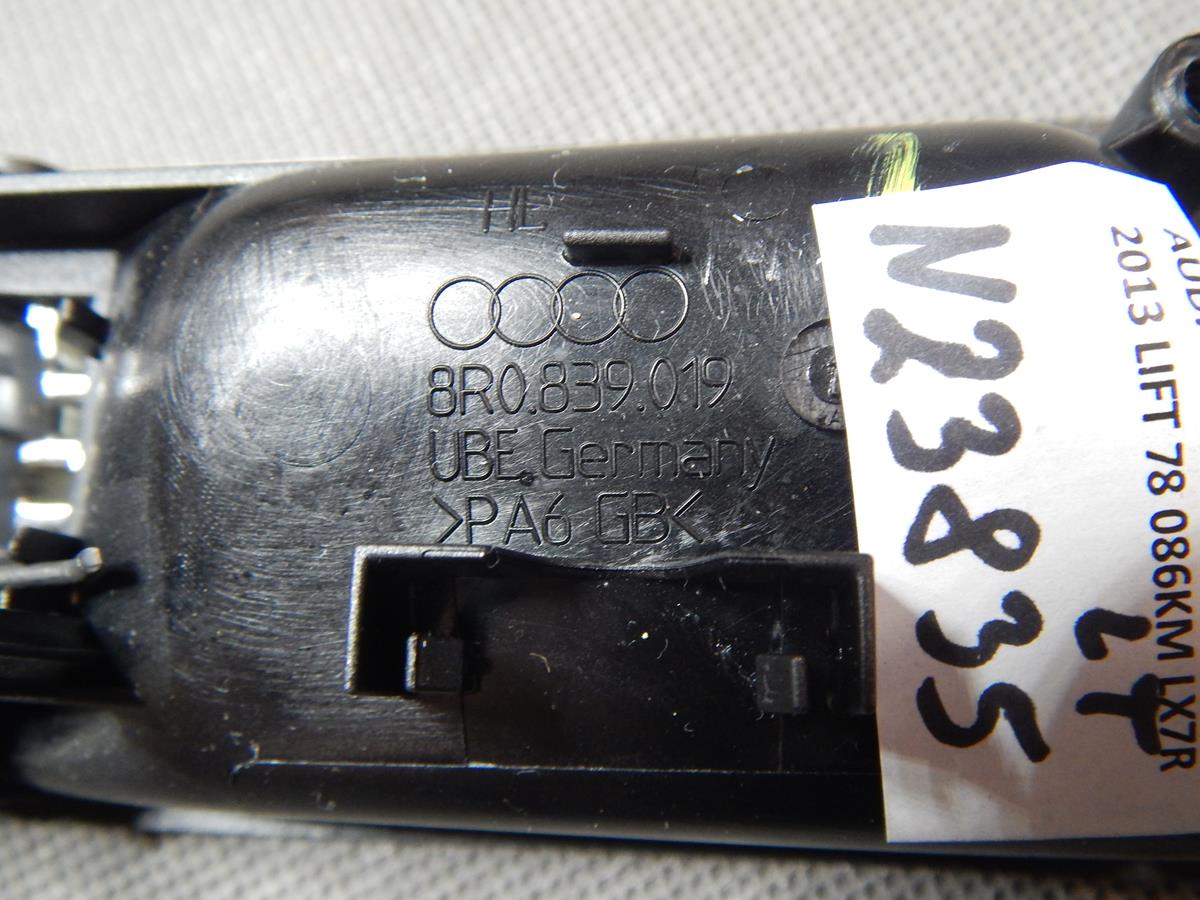 HL
8R0.839.019
UBE.Germany
>PA6 GB<
N23835
2013 LIFT 78 086KM LX7R
LT